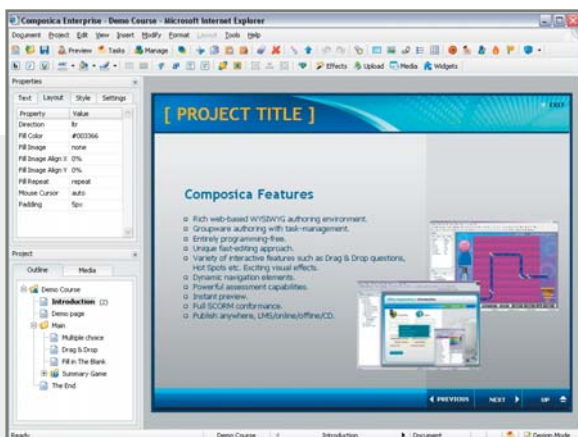 Composica Enterprise - Demo Course - Microsoft Internet Explorer
Document Project Edit View Insert Modify Format Layout Tools Help
Preview Tasks Manage
Effects Upload Media Widgets
Properties
Text Layout Style Settings
Property Value
Direction ltr
Fill Color #003366
Fill Image none
Fill Image Align X 0%
Fill Image Align Y 0%
Fill Repeat repeat
Mouse Cursor auto
Padding 5px
Project
Outline Media
Demo Course
Introduction (2)
Demo page
Main
Multiple choice
Drag & Drop
Fill in The Blank
Summary Game
The End
EXIT
[ PROJECT TITLE ]
Composica Features
Rich web-based WYSIWYG authoring environment.
Groupware authoring with task-management.
Entirely programming-free.
Unique fast-editing approach.
Variety of interactive features such as Drag & Drop questions,
Hot Spots etc. Exciting visual effects.
Dynamic navigation elements.
Powerful assessment capabilities.
Instant preview.
Full SCORM conformance.
Publish anywhere, LMS/online/offline/CD.
PREVIOUS NEXT UP
Ready Demo Course Introduction Document Design Mode